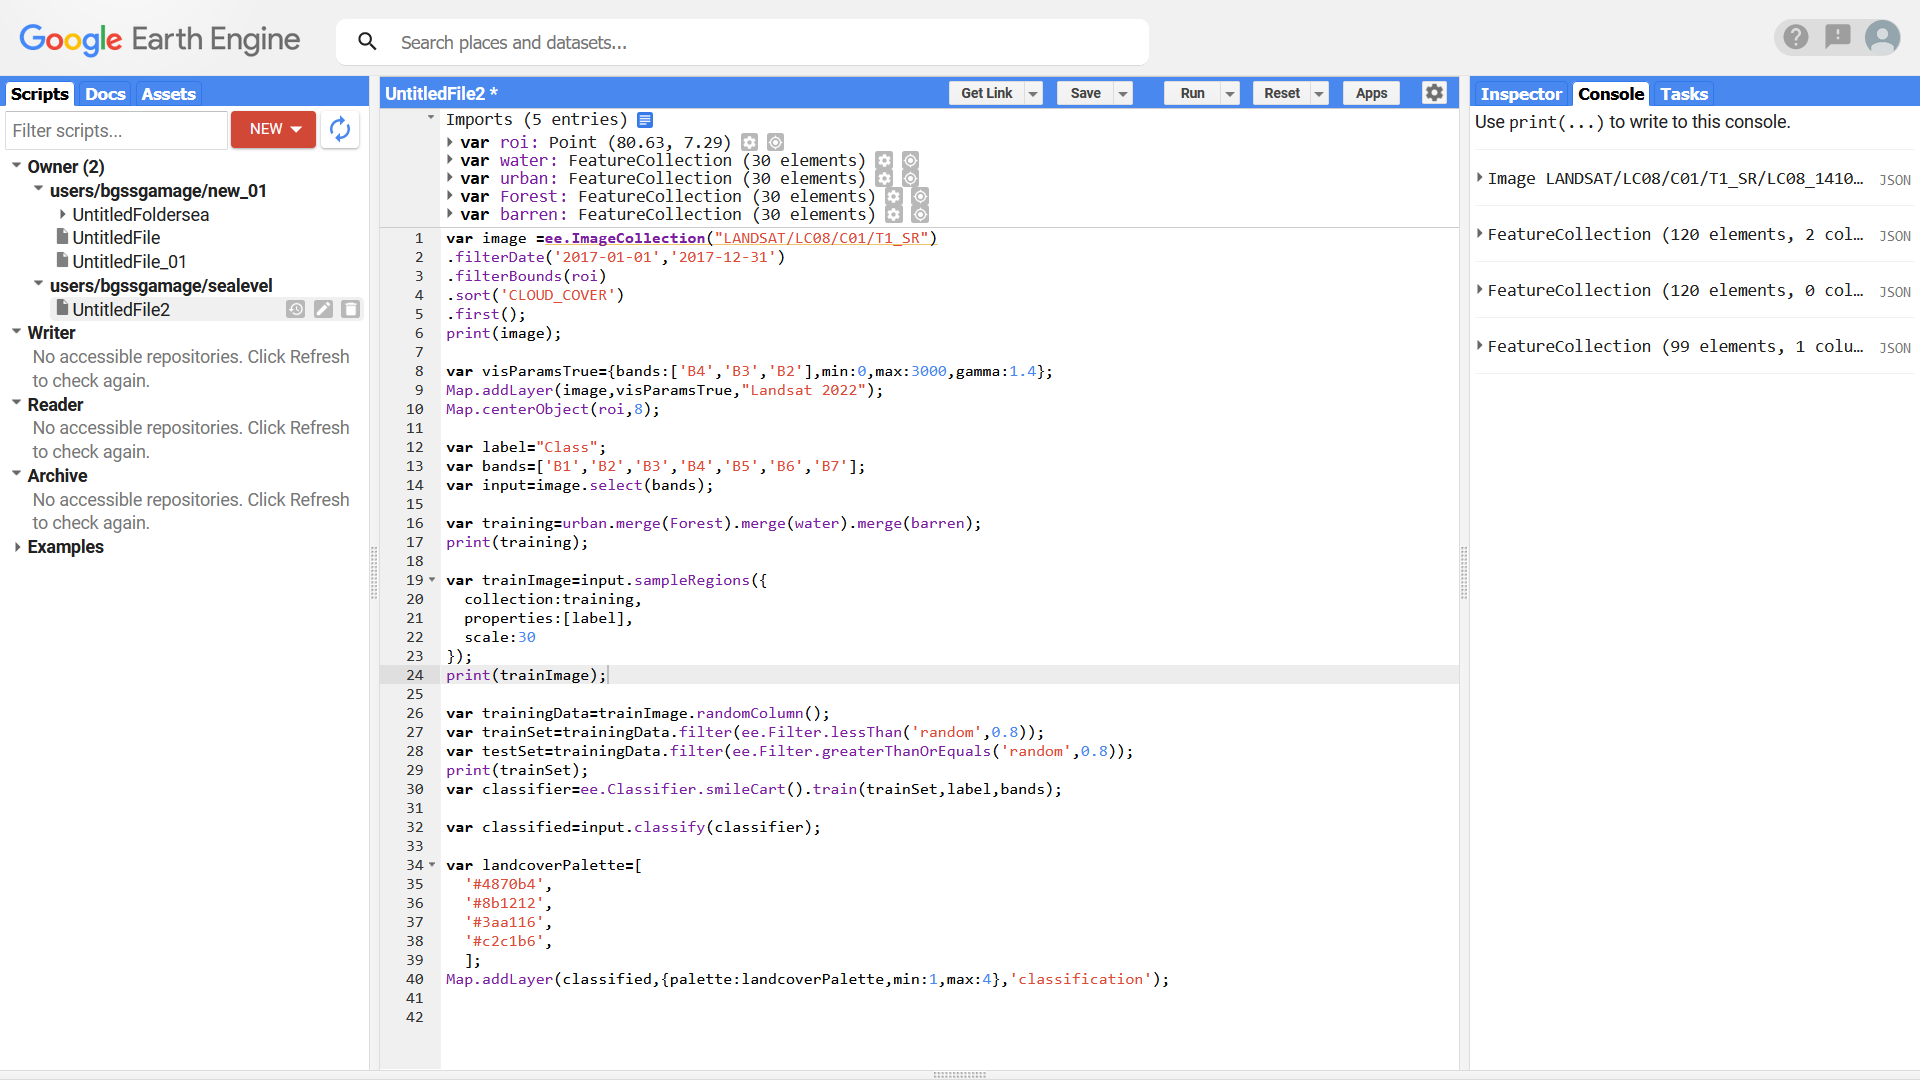 Google Earth Engine
Search places and datasets...
Scripts Docs Assets
Filter scripts...
NEW
Owner (2)
users/bgssgamage/new_01
UntitledFoldersea
UntitledFile
UntitledFile_01
users/bgssgamage/sealevel
UntitledFile2
Writer
No accessible repositories. Click Refresh
to check again.
Reader
No accessible repositories. Click Refresh
to check again.
Archive
No accessible repositories. Click Refresh
to check again.
Examples
UntitledFile2 *
Get Link Save Run Reset Apps
Imports (5 entries)
var roi: Point (80.63, 7.29)
var water: FeatureCollection (30 elements)
var urban: FeatureCollection (30 elements)
var Forest: FeatureCollection (30 elements)
var barren: FeatureCollection (30 elements)
1 var image =ee.ImageCollection("LANDSAT/LC08/C01/T1_SR")
2 .filterDate('2017-01-01','2017-12-31')
3 .filterBounds(roi)
4 .sort('CLOUD_COVER')
5 .first();
6 print(image);
7
8 var visParamsTrue={bands:['B4','B3','B2'],min:0,max:3000,gamma:1.4};
9 Map.addLayer(image,visParamsTrue,"Landsat 2022");
10 Map.centerObject(roi,8);
11
12 var label="Class";
13 var bands=['B1','B2','B3','B4','B5','B6','B7'];
14 var input=image.select(bands);
15
16 var training=urban.merge(Forest).merge(water).merge(barren);
17 print(training);
18
19 var trainImage=input.sampleRegions({
20 collection:training,
21 properties:[label],
22 scale:30
23 });
24 print(trainImage);
25
26 var trainingData=trainImage.randomColumn();
27 var trainSet=trainingData.filter(ee.Filter.lessThan('random',0.8));
28 var testSet=trainingData.filter(ee.Filter.greaterThanOrEquals('random',0.8));
29 print(trainSet);
30 var classifier=ee.Classifier.smileCart().train(trainSet,label,bands);
31
32 var classified=input.classify(classifier);
33
34 var landcoverPalette=[
35 '#4870b4',
36 '#8b1212',
37 '#3aa116',
38 '#c2c1b6',
39 ];
40 Map.addLayer(classified,{palette:landcoverPalette,min:1,max:4},'classification');
41
42
Inspector Console Tasks
Use print(...) to write to this console.
Image LANDSAT/LC08/C01/T1_SR/LC08_1410... JSON
FeatureCollection (120 elements, 2 col... JSON
FeatureCollection (120 elements, 0 col... JSON
FeatureCollection (99 elements, 1 colu... JSON